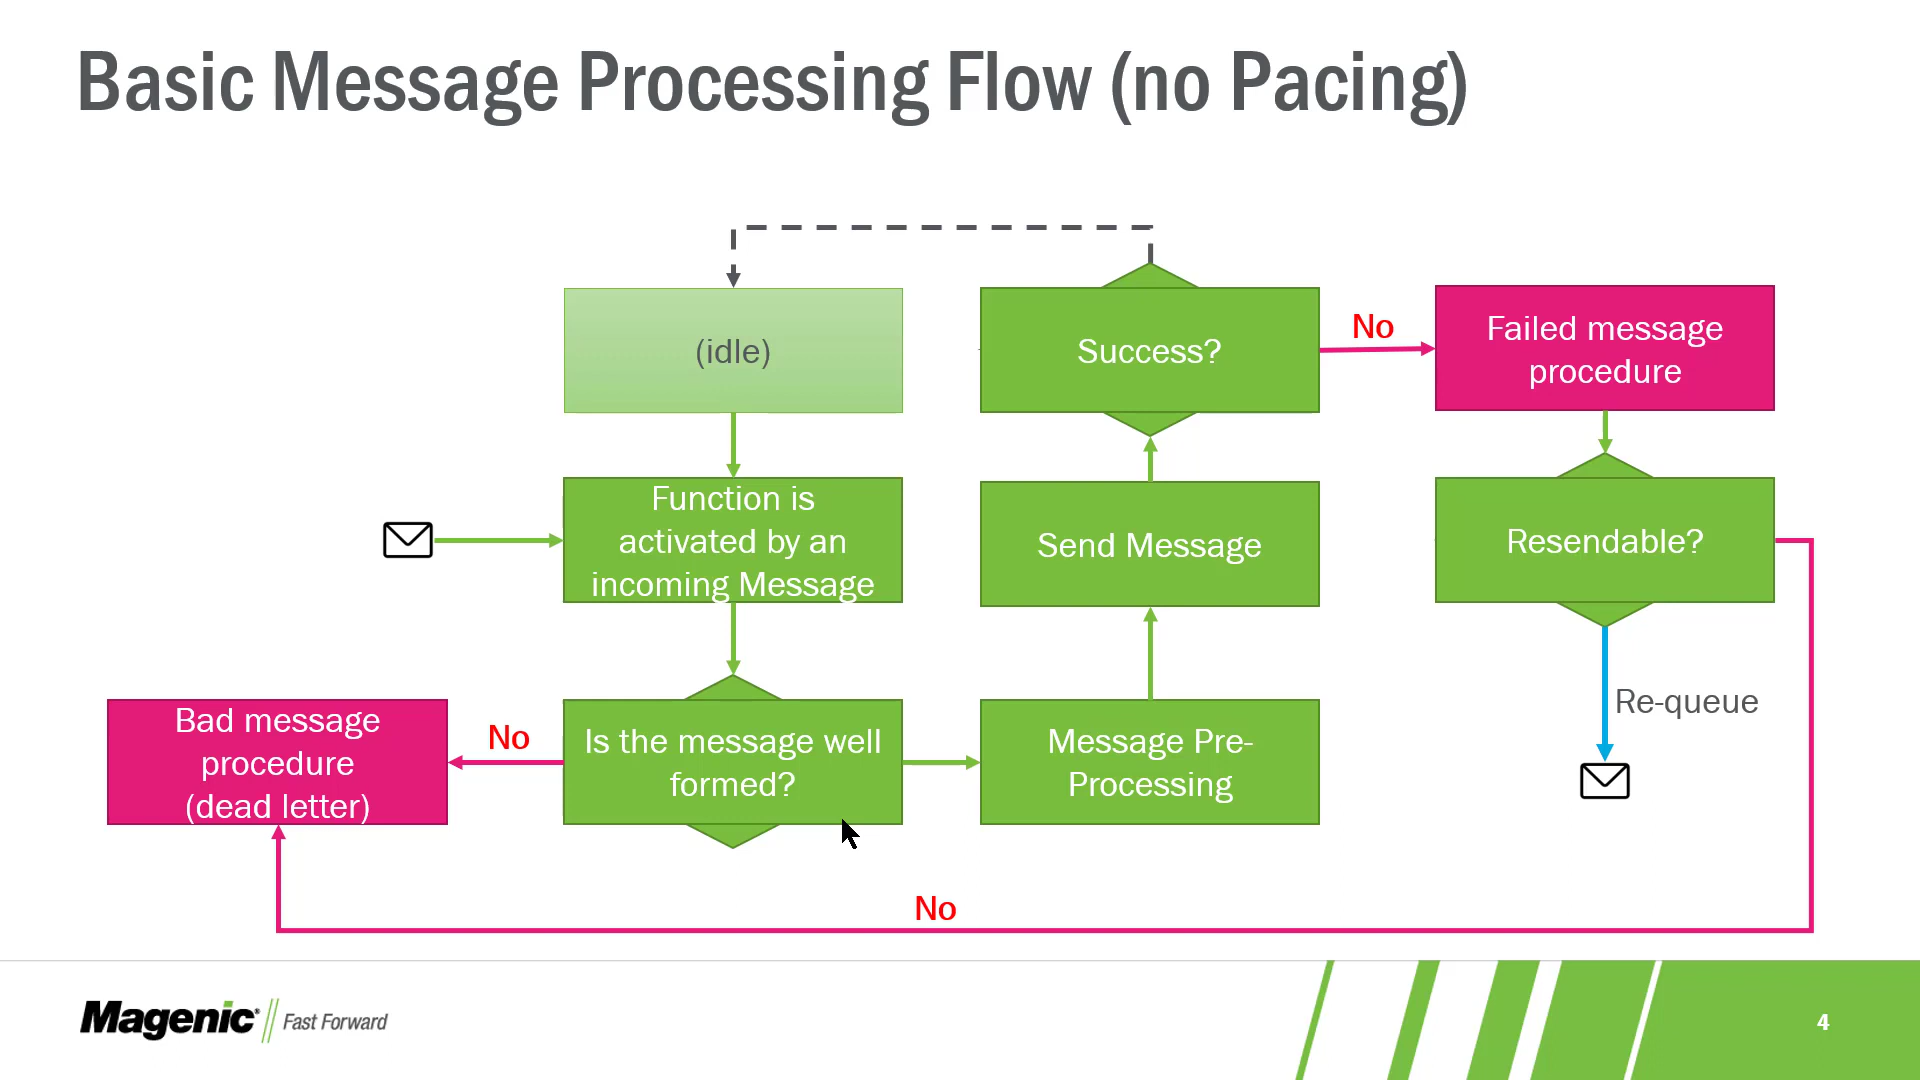 Basic Message Processing Flow (no Pacing)
(idle)
Success?
No
Failed message
procedure
Function is
activated by an
incoming Message
Send Message
Resendable?
Re-queue
Bad message
procedure
(dead letter)
No
Is the message well
formed?
Message Pre-
Processing
No
Magenic Fast Forward
4